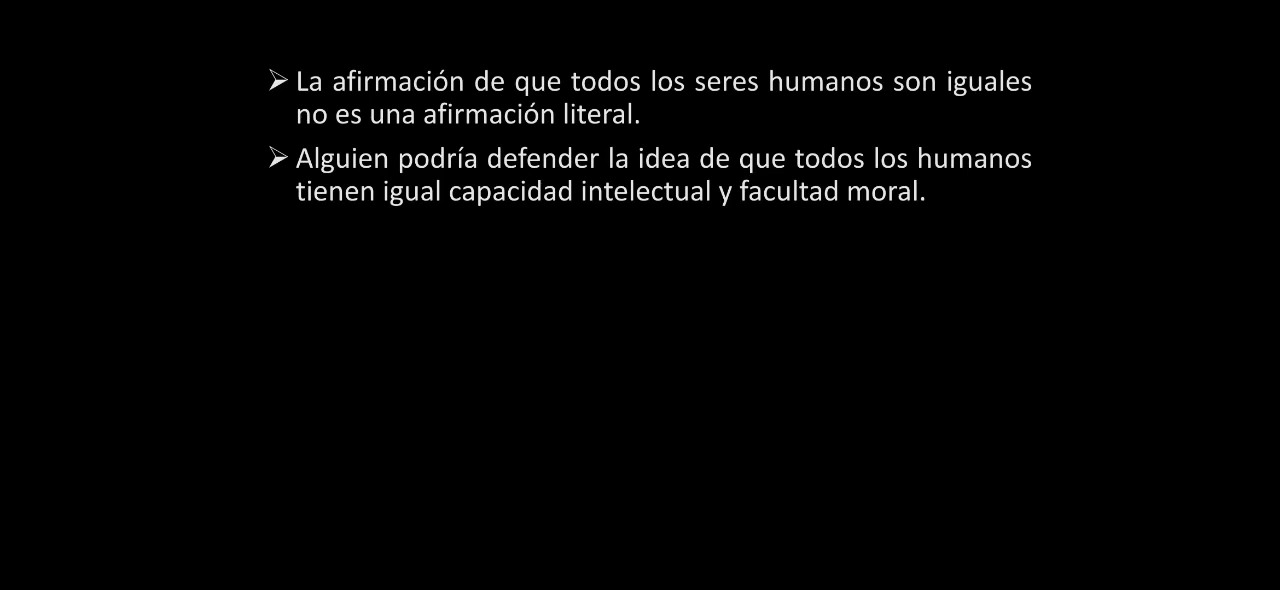 ➢ La afirmación de que todos los seres humanos son iguales
no es una afirmación literal.
➢ Alguien podría defender la idea de que todos los humanos
tienen igual capacidad intelectual y facultad moral.